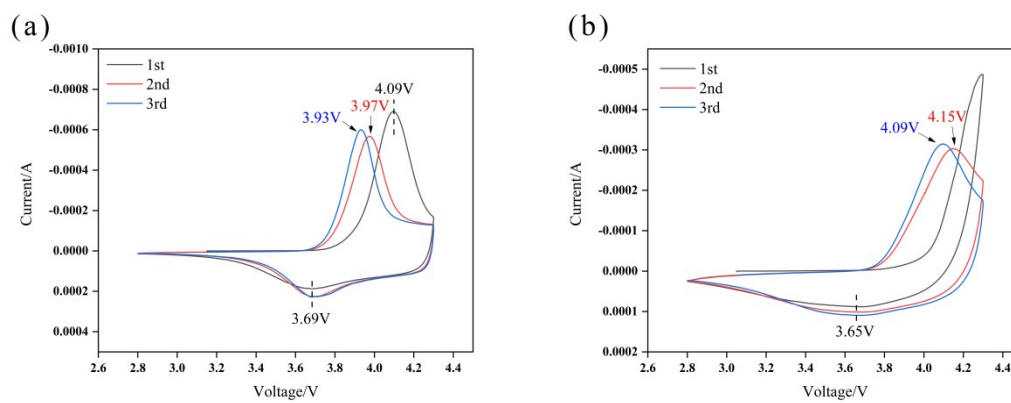 (a)
-0.0010
-0.0008
-0.0006
-0.0004
-0.0002
0.0000
0.0002
0.0004
Current/A
1st
2nd
3rd
4.09V
3.97V
3.93V
3.69V
2.6 2.8 3.0 3.2 3.4 3.6 3.8 4.0 4.2 4.4
Voltage/V
(b)
-0.0005
-0.0004
-0.0003
-0.0002
-0.0001
0.0000
0.0001
0.0002
Current/A
1st
2nd
3rd
4.15V
4.09V
3.65V
2.6 2.8 3.0 3.2 3.4 3.6 3.8 4.0 4.2 4.4
Voltage/V